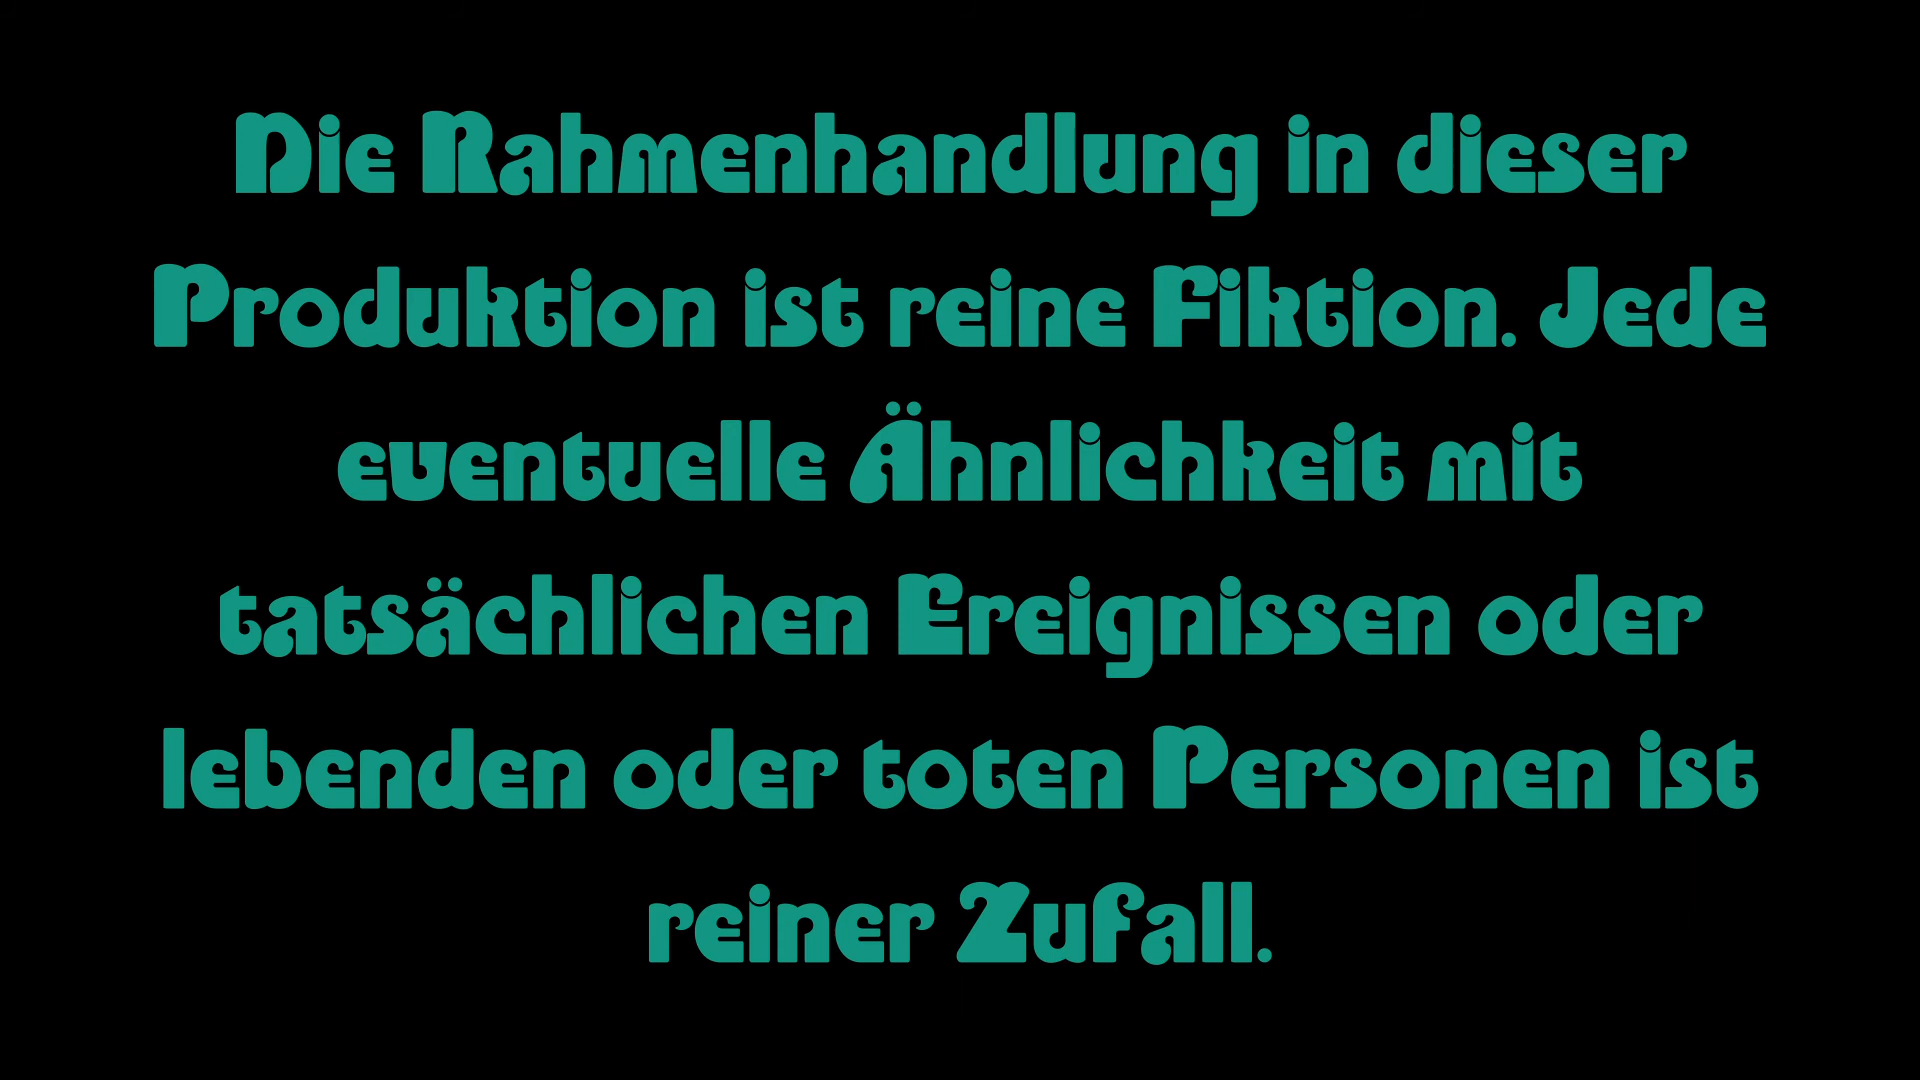 Die Rahmenhandlung in dieser
Produktion ist reine Fiktion. Jede
eventuelle Ähnlichkeit mit
tatsächlichen Ereignissen oder
lebenden oder toten Personen ist
reiner Zufall.